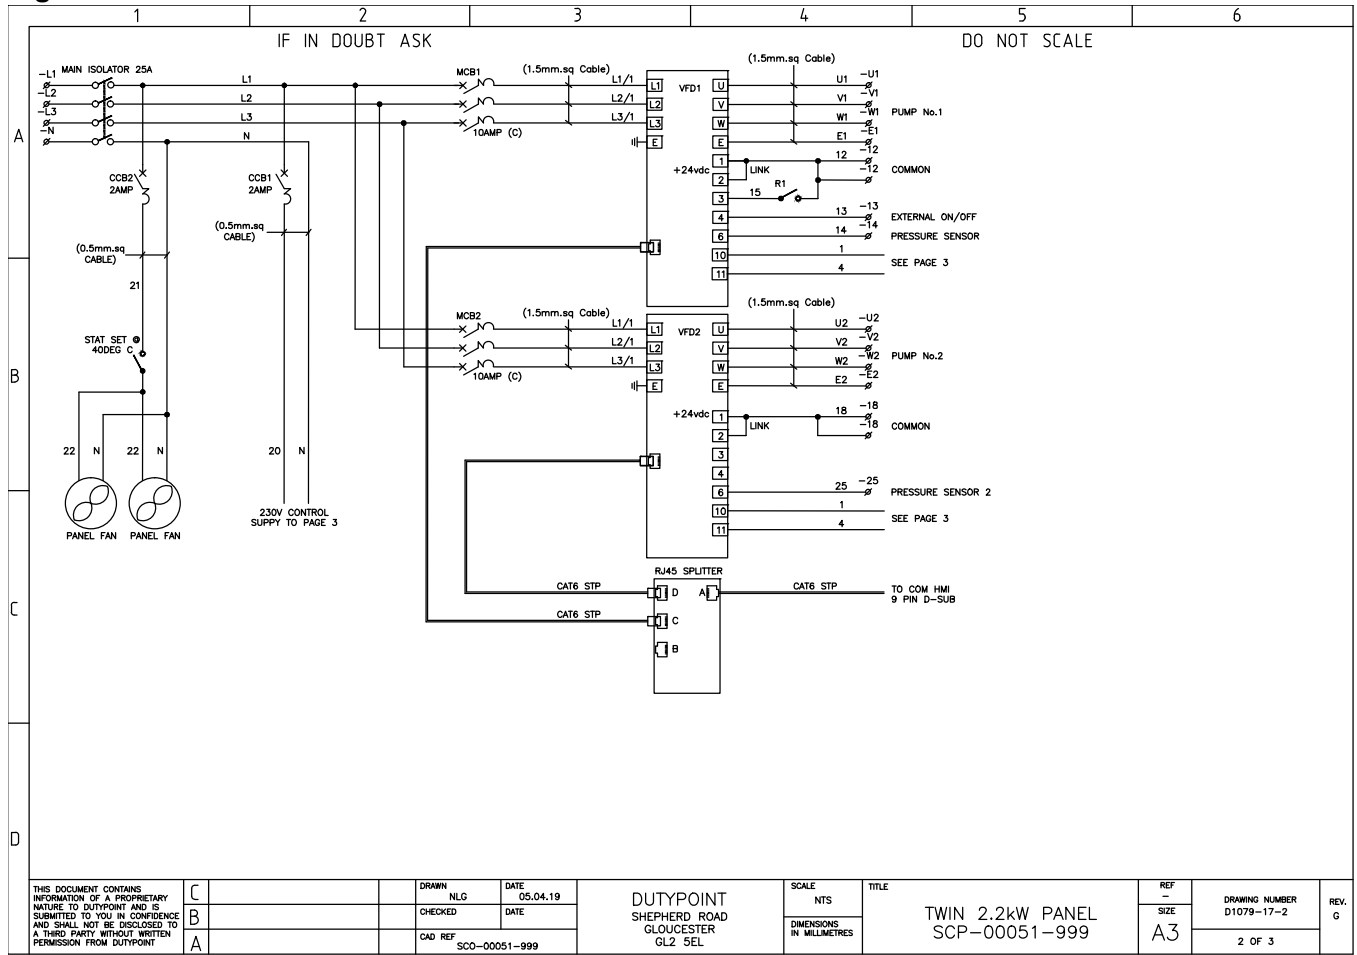 1 2 3 4 5 6
IF IN DOUBT ASK
DO NOT SCALE
A
B
C
D
MAIN ISOLATOR 25A
-L1
-L2
-L3
-N
L1
L2
L3
N
MCB1
10AMP (C)
(1.5mm.sq Cable)
L1/1
L2/1
L3/1
L1
L2
L3
E
VFD1
+24vdc
U
V
W
E
1
2
3
4
6
10
11
(1.5mm.sq Cable)
U1 -U1
V1 -V1
W1 -W1
E1 -E1
PUMP No.1
12 -12
-12
COMMON
LINK
R1
15
13 -13
EXTERNAL ON/OFF
14 -14
PRESSURE SENSOR
1
4
SEE PAGE 3
CCB2
2AMP
CCB1
2AMP
(0.5mm.sq
CABLE)
(0.5mm.sq
CABLE)
21
STAT SET @
40DEG C
22 N 22 N
PANEL FAN PANEL FAN
20 N
230V CONTROL
SUPPY TO PAGE 3
MCB2
10AMP (C)
(1.5mm.sq Cable)
L1/1
L2/1
L3/1
L1
L2
L3
E
VFD2
+24vdc
U
V
W
E
1
2
3
4
6
10
11
(1.5mm.sq Cable)
U2 -U2
V2 -V2
W2 -W2
E2 -E2
PUMP No.2
18 -18
-18
COMMON
LINK
25 -25
PRESSURE SENSOR 2
1
4
SEE PAGE 3
RJ45 SPLITTER
CAT6 STP
CAT6 STP
D
C
B
A
CAT6 STP
TO COM HMI
9 PIN D-SUB
THIS DOCUMENT CONTAINS
INFORMATION OF A PROPRIETARY
NATURE TO DUTYPOINT AND IS
SUBMITTED TO YOU IN CONFIDENCE
AND SHALL NOT BE DISCLOSED TO
A THIRD PARTY WITHOUT WRITTEN
PERMISSION FROM DUTYPOINT
C
B
A
DRAWN
NLG
DATE
05.04.19
CHECKED
DATE
CAD REF
SCO-00051-999
DUTYPOINT
SHEPHERD ROAD
GLOUCESTER
GL2 5EL
SCALE
NTS
DIMENSIONS
IN MILLIMETRES
TITLE
TWIN 2.2kW PANEL
SCP-00051-999
REF
-
SIZE
A3
DRAWING NUMBER
D1079-17-2
2 OF 3
REV.
G